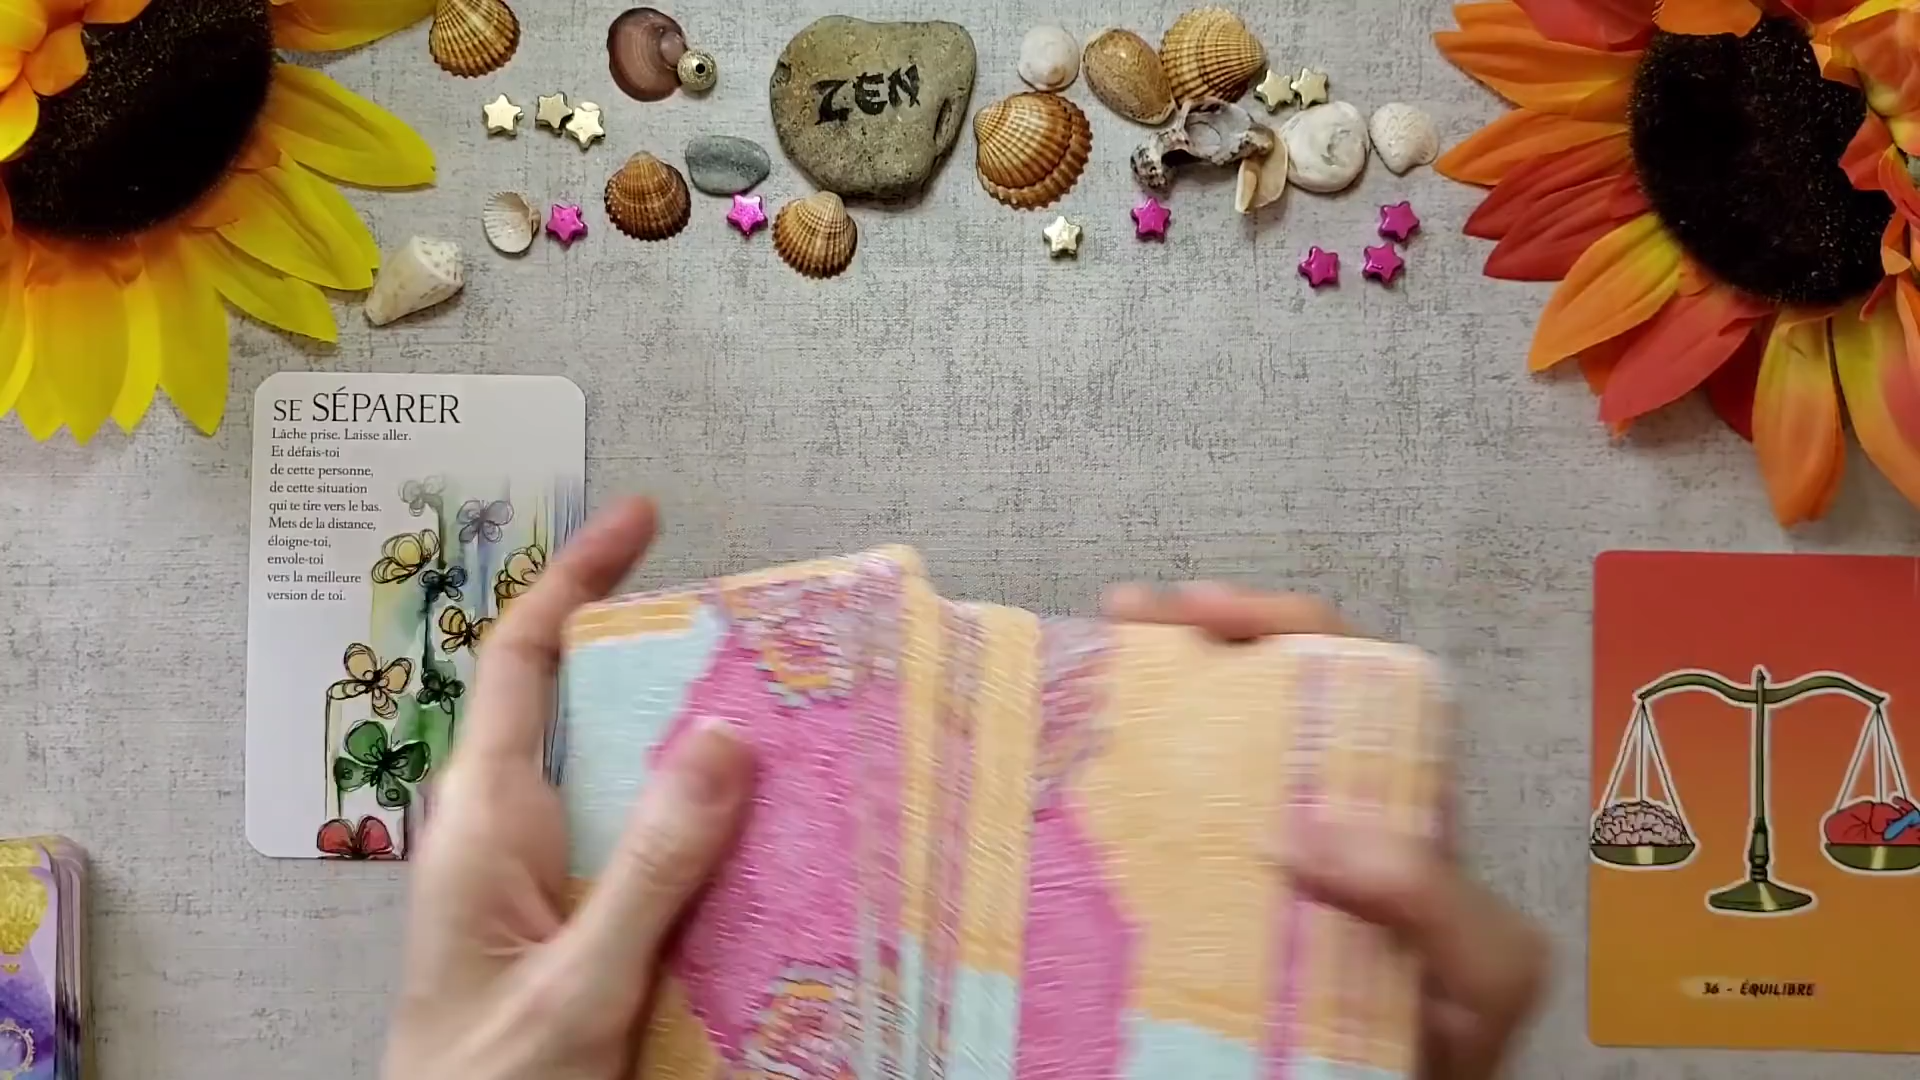 ZEN
SE SÉPARER
Lâche prise. Laisse aller.
Et défais-toi
de cette personne,
de cette situation
qui te tire vers le bas.
Mets de la distance,
éloigne-toi,
envole-toi
vers la meilleure
version de toi.
36 - ÉQUILIBRE